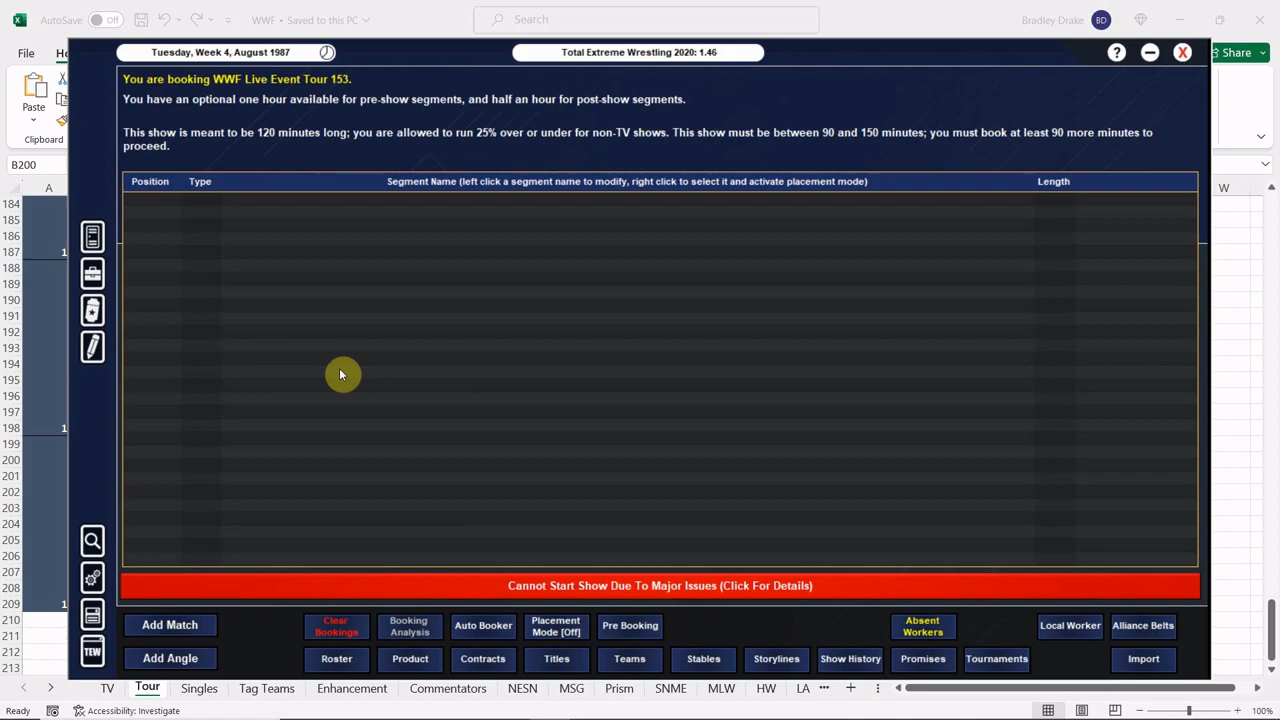 AutoSave Off WWF • Saved to this PC Search Bradley Drake BD
File Ho Share
Tuesday, Week 4, August 1987 Total Extreme Wrestling 2020: 1.46 ? X
You are booking WWF Live Event Tour 153.
You have an optional one hour available for pre-show segments, and half an hour for post-show segments.
This show is meant to be 120 minutes long; you are allowed to run 25% over or under for non-TV shows. This show must be between 90 and 150 minutes; you must book at least 90 more minutes to
proceed.
Paste
Clipboard
B200
Position Type Segment Name (left click a segment name to modify, right click to select it and activate placement mode) Length
A W
184
185
186
187 1
188
189
190
191
192
193
194
195
196
197
198 1
199
200
201
202
203
204
205
206
207
208
209 1
210
211
212
213
Cannot Start Show Due To Major Issues (Click For Details)
Add Match Clear Bookings Booking Analysis Auto Booker Placement Mode [Off] Pre Booking Absent Workers Local Worker Alliance Belts
Add Angle Roster Product Contracts Titles Teams Stables Storylines Show History Promises Tournaments Import
TEW
TV Tour Singles Tag Teams Enhancement Commentators NESN MSG Prism SNME MLW HW LA ••• +
Ready Accessibility: Investigate 100%